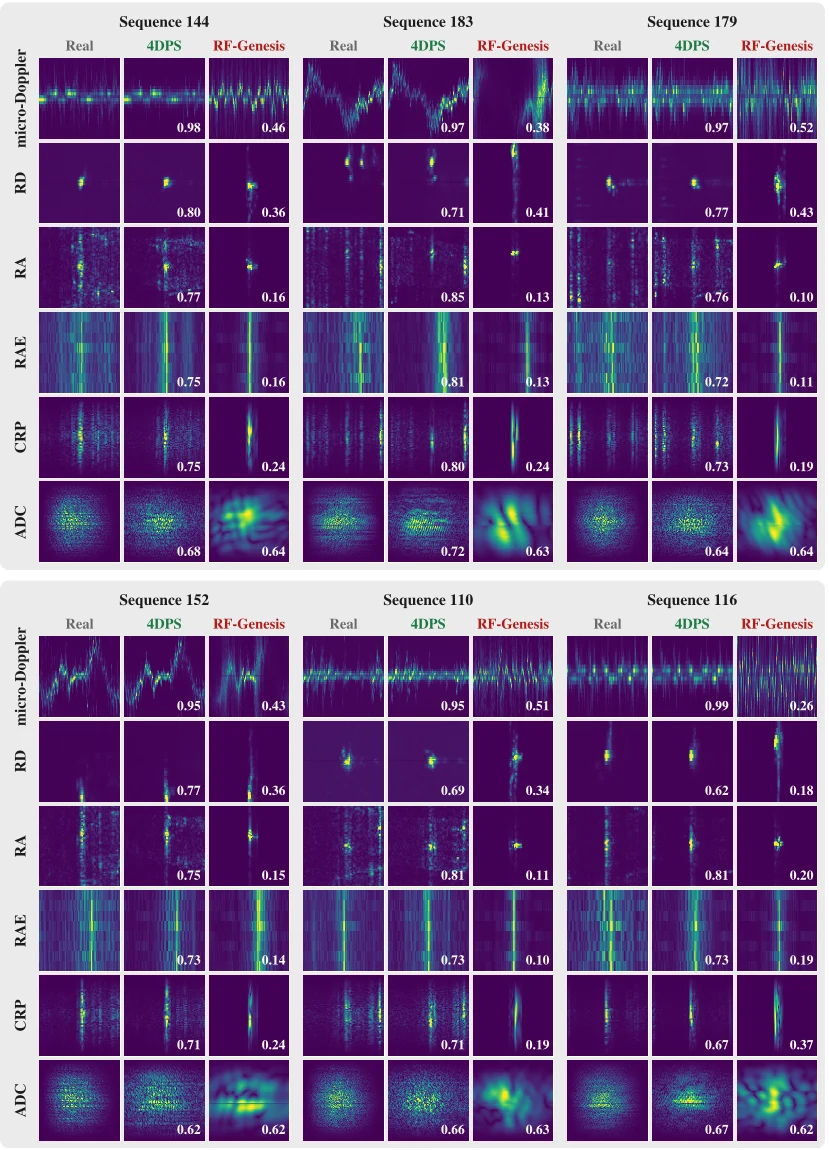 Sequence 144 Sequence 183 Sequence 179
Real 4DPS RF-Genesis Real 4DPS RF-Genesis Real 4DPS RF-Genesis
micro-Doppler 0.98 0.46 0.97 0.38 0.97 0.52
RD 0.80 0.36 0.71 0.41 0.77 0.43
RA 0.77 0.16 0.85 0.13 0.76 0.10
RAE 0.75 0.16 0.81 0.13 0.72 0.11
CRP 0.75 0.24 0.80 0.24 0.73 0.19
ADC 0.68 0.64 0.72 0.63 0.64 0.64
Sequence 152 Sequence 110 Sequence 116
Real 4DPS RF-Genesis Real 4DPS RF-Genesis Real 4DPS RF-Genesis
micro-Doppler 0.95 0.43 0.95 0.51 0.99 0.26
RD 0.77 0.36 0.69 0.34 0.62 0.18
RA 0.75 0.15 0.81 0.11 0.81 0.20
RAE 0.73 0.14 0.73 0.10 0.73 0.19
CRP 0.71 0.24 0.71 0.19 0.67 0.37
ADC 0.62 0.62 0.66 0.63 0.67 0.62